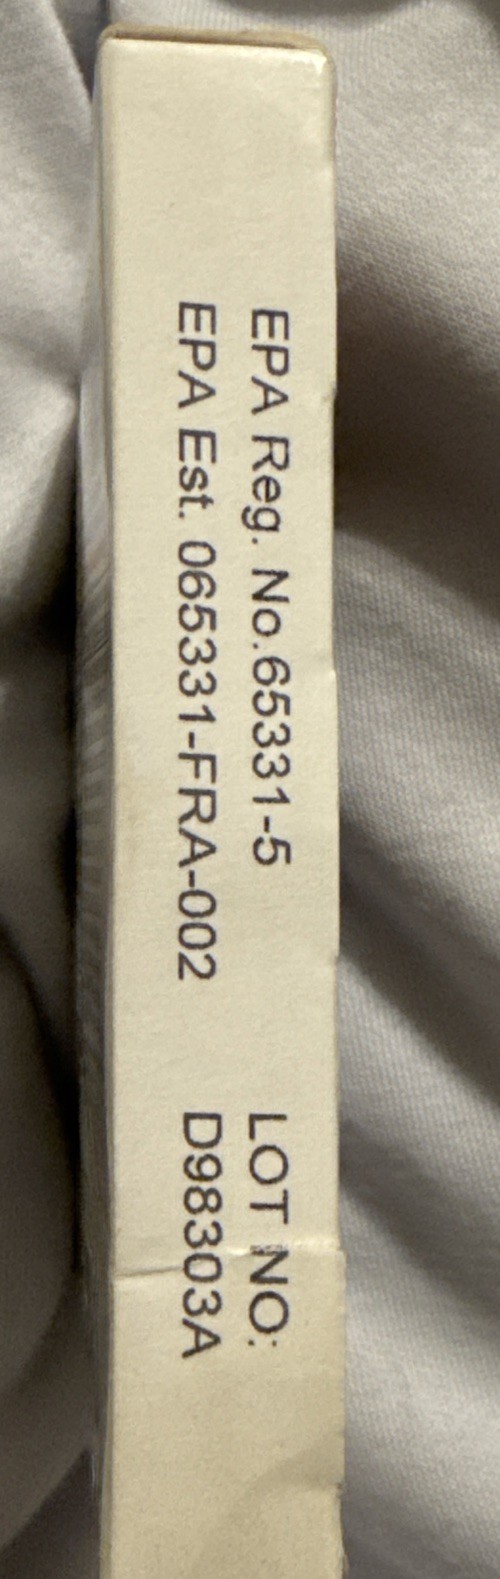 EPA Reg. No.65331-5
EPA Est. 065331-FRA-002
LOT NO:
D98303A